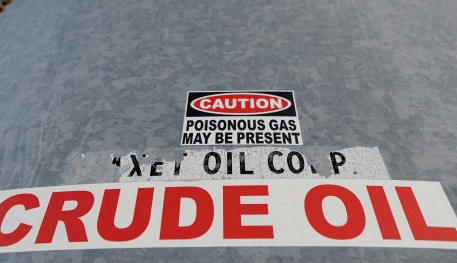 CAUTION
POISONOUS GAS
MAY BE PRESENT
OIL CORP.
CRUDE OIL